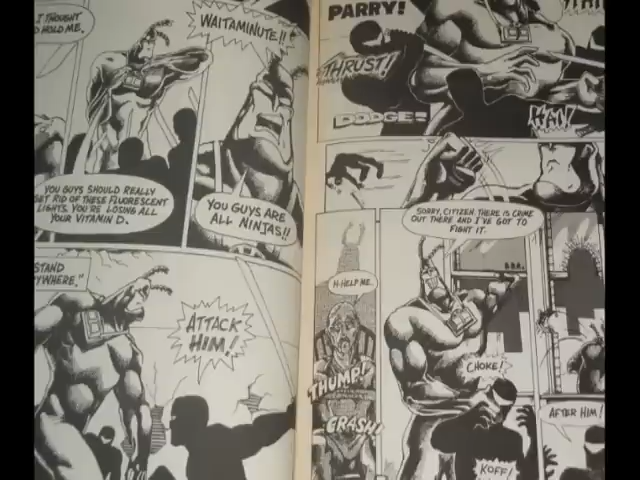 I THOUGHT
D HOLD ME.
WAITAMINUTE!!
YOU GUYS SHOULD REALLY
GET RID OF THESE FLUORESCENT
LIGHTS. YOU'RE LOSING ALL
YOUR VITAMIN D.
YOU GUYS ARE
ALL NINJAS!!
STAND
YWHERE."
ATTACK
HIM!
PARRY!
THRUST!
DODGE!
HAI!
SORRY, CITIZEN. THERE IS CRIME
OUT THERE AND I'VE GOT TO
FIGHT IT.
H-HELP ME.
THUMP!
CRASH!
CHOKE!
KOFF!
AFTER HIM!